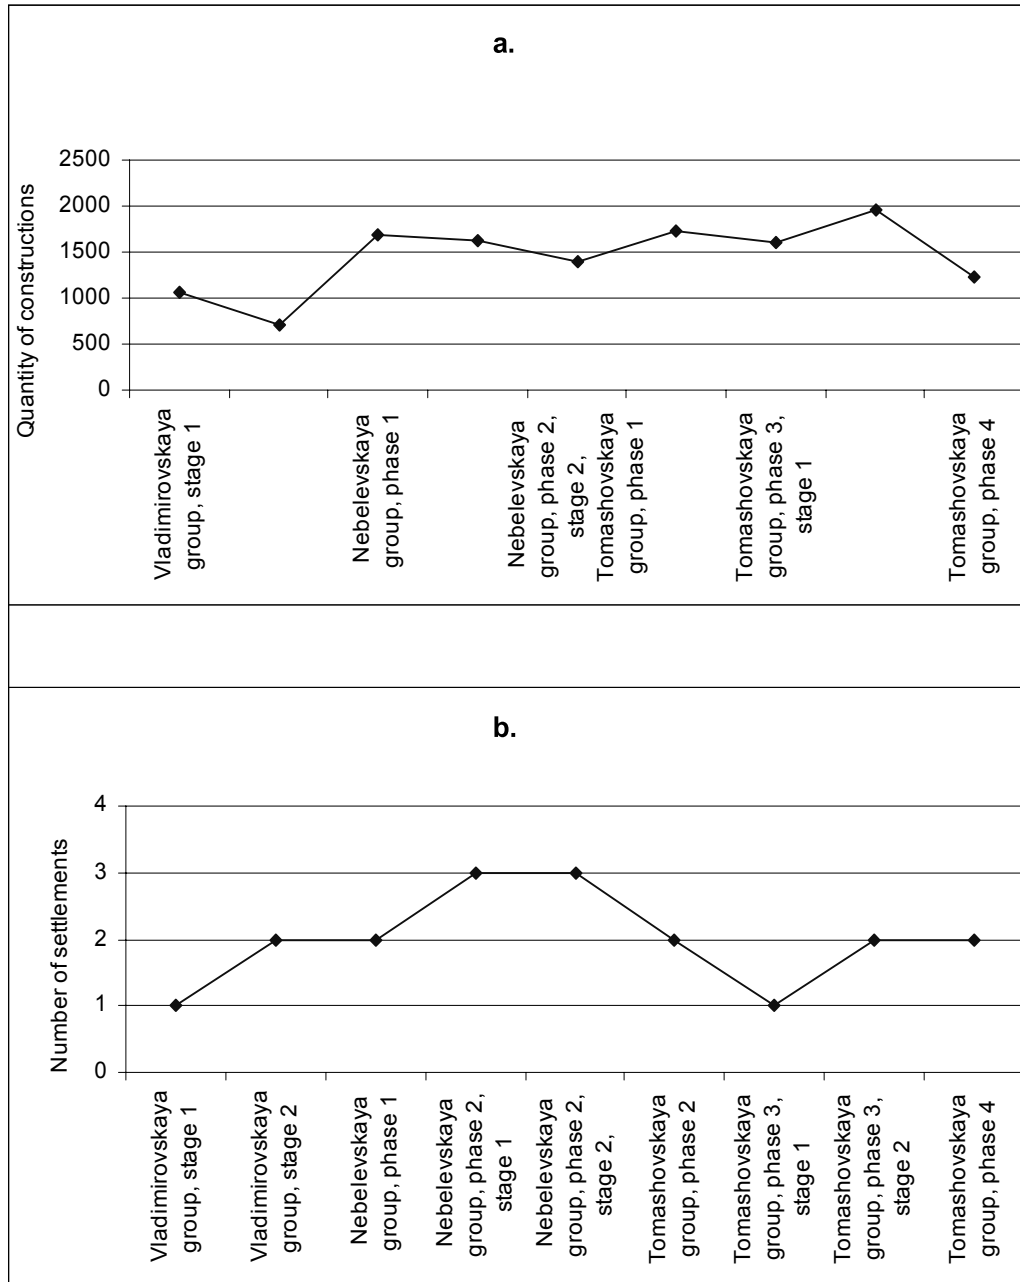 a.
Quantity of constructions
2500
2000
1500
1000
500
0
Vladimirovskaya
group, stage 1
Nebelevskaya
group, phase 1
Nebelevskaya
group, phase 2,
stage 2,
Tomashovskaya
group, phase 1
Tomashovskaya
group, phase 3,
stage 1
Tomashovskaya
group, phase 4
b.
Number of settlements
4
3
2
1
0
Vladimirovskaya
group, stage 1
Vladimirovskaya
group, stage 2
Nebelevskaya
group, phase 1
Nebelevskaya
group, phase 2,
stage 1
Nebelevskaya
group, phase 2,
stage 2,
Tomashovskaya
group, phase 2
Tomashovskaya
group, phase 3,
stage 1
Tomashovskaya
group, phase 3,
stage 2
Tomashovskaya
group, phase 4